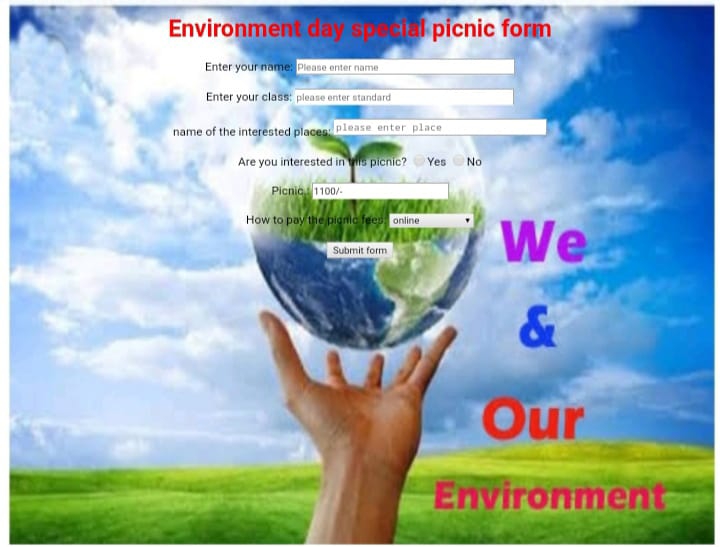 Environment day special picnic form
Enter your name: Please enter name
Enter your class: please enter standard
name of the interested places: please enter place
Are you interested in this picnic? Yes No
Picnic : 1100/-
How to pay the picnic fees: online
Submit form
We
&
Our
Environment